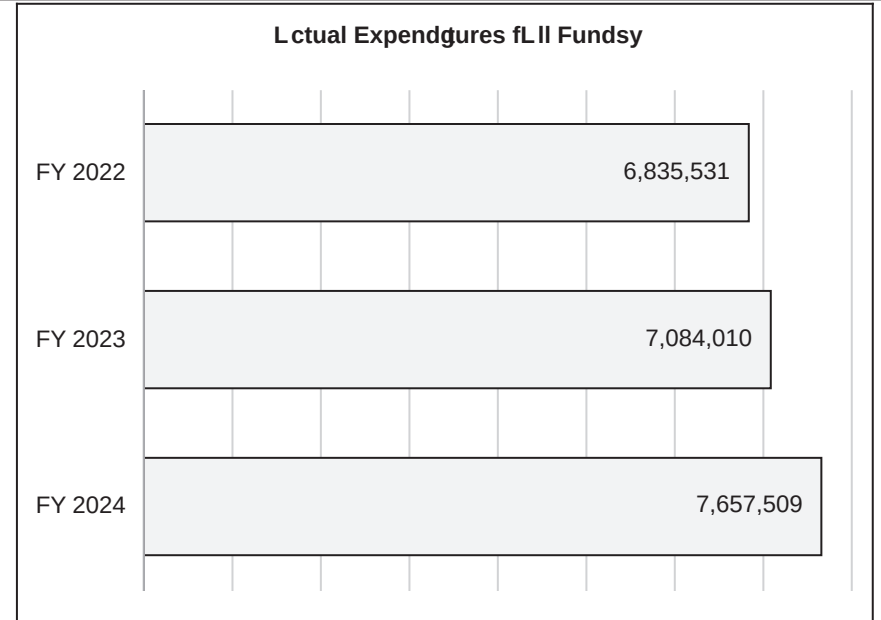 Lctual Expendgtures fLll Fundsy
FY 2022
6,835,531
FY 2023
7,084,010
FY 2024
7,657,509